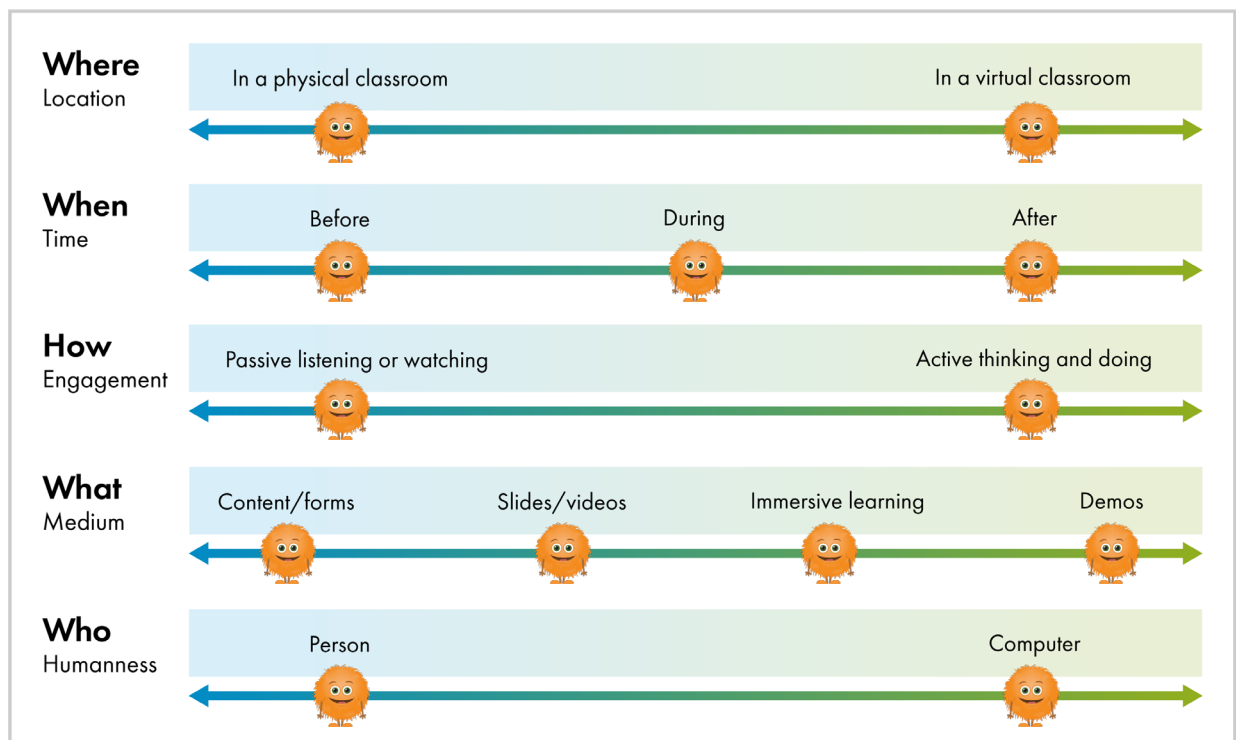 Where
Location
In a physical classroom
In a virtual classroom
When
Time
Before
During
After
How
Engagement
Passive listening or watching
Active thinking and doing
What
Medium
Content/forms
Slides/videos
Immersive learning
Demos
Who
Humanness
Person
Computer